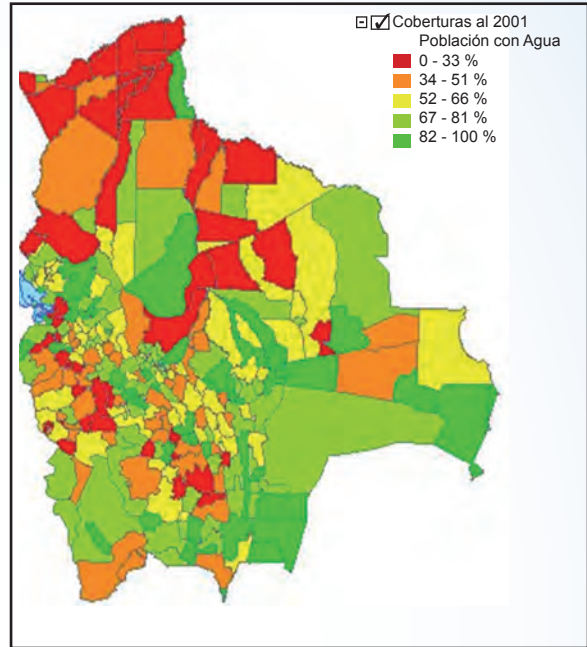 Coberturas al 2001
Población con Agua
0 - 33 %
34 - 51 %
52 - 66 %
67 - 81 %
82 - 100 %